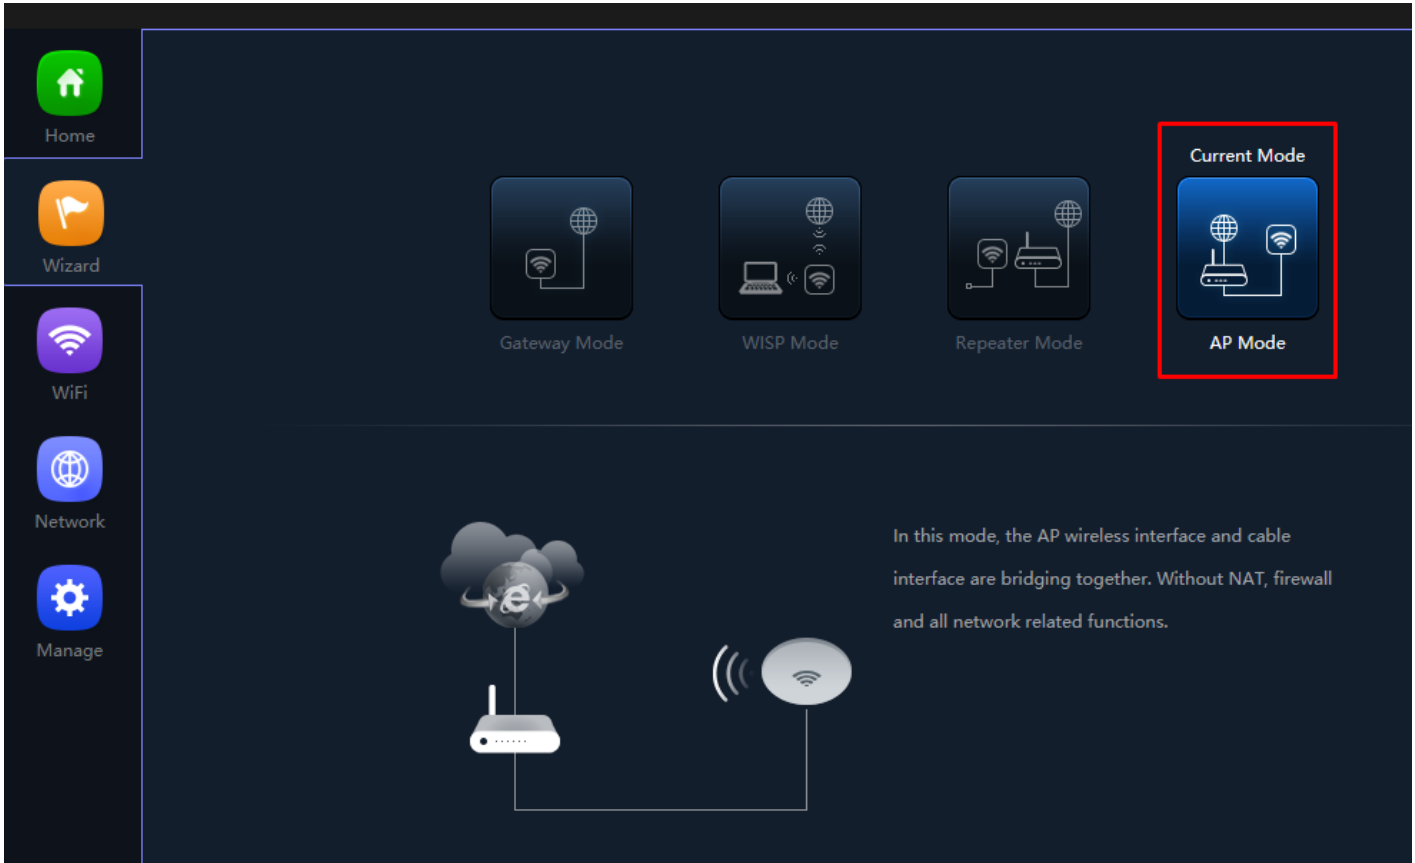 Home
Wizard
WiFi
Network
Manage
Current Mode
Gateway Mode
WISP Mode
Repeater Mode
AP Mode
In this mode, the AP wireless interface and cable
interface are bridging together. Without NAT, firewall
and all network related functions.